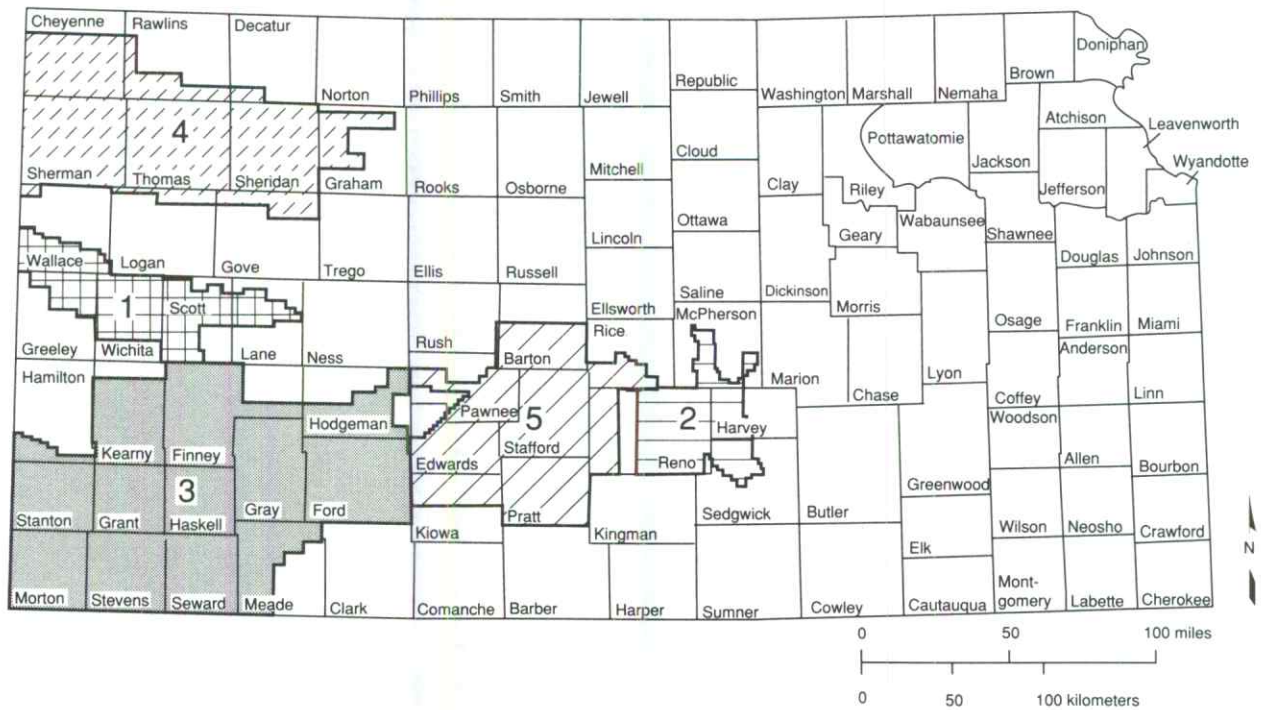 Cheyenne
Rawlins
Decatur
Norton
Phillips
Smith
Jewell
Republic
Washington
Marshall
Nemaha
Brown
Doniphan
4
Sherman
Thomas
Sheridan
Graham
Rooks
Osborne
Mitchell
Cloud
Clay
Riley
Pottawatomie
Jackson
Atchison
Jefferson
Leavenworth
Wyandotte
Wallace
Logan
Gove
Trego
Ellis
Russell
Lincoln
Ottawa
Geary
Wabaunsee
Shawnee
Douglas
Johnson
1
Greeley
Wichita
Scott
Lane
Ness
Rush
Barton
Ellsworth
Rice
Saline
McPherson
Dickinson
Morris
Marion
Chase
Lyon
Osage
Franklin
Miami
Anderson
Coffey
Linn
Hamilton
Kearny
Finney
Hodgeman
Pawnee
5
Stafford
Edwards
2
Reno
Harvey
Woodson
Allen
Bourbon
Greenwood
3
Stanton
Grant
Haskell
Gray
Ford
Kiowa
Pratt
Kingman
Sedgwick
Butler
Elk
Wilson
Neosho
Crawford
Morton
Stevens
Seward
Meade
Clark
Comanche
Barber
Harper
Sumner
Cowley
Cautauqua
Mont-
gomery
Labette
Cherokee
N
0 50 100 miles
0 50 100 kilometers